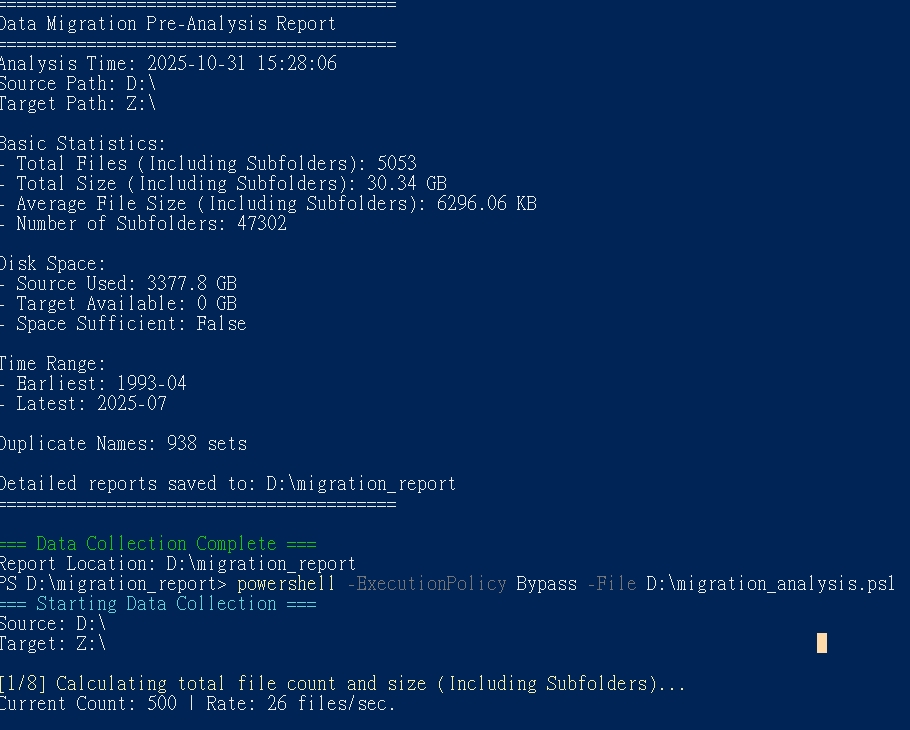 ========================================
Data Migration Pre-Analysis Report
========================================
Analysis Time: 2025-10-31 15:28:06
Source Path: D:\
Target Path: Z:\
Basic Statistics:
- Total Files (Including Subfolders): 5053
- Total Size (Including Subfolders): 30.34 GB
- Average File Size (Including Subfolders): 6296.06 KB
- Number of Subfolders: 47302
Disk Space:
- Source Used: 3377.8 GB
- Target Available: 0 GB
- Space Sufficient: False
Time Range:
- Earliest: 1993-04
- Latest: 2025-07
Duplicate Names: 938 sets
Detailed reports saved to: D:\migration_report
========================================
=== Data Collection Complete ===
Report Location: D:\migration_report
PS D:\migration_report> powershell -ExecutionPolicy Bypass -File D:\migration_analysis.ps1
=== Starting Data Collection ===
Source: D:\
Target: Z:\
[1/8] Calculating total file count and size (Including Subfolders)...
Current Count: 500 | Rate: 26 files/sec.